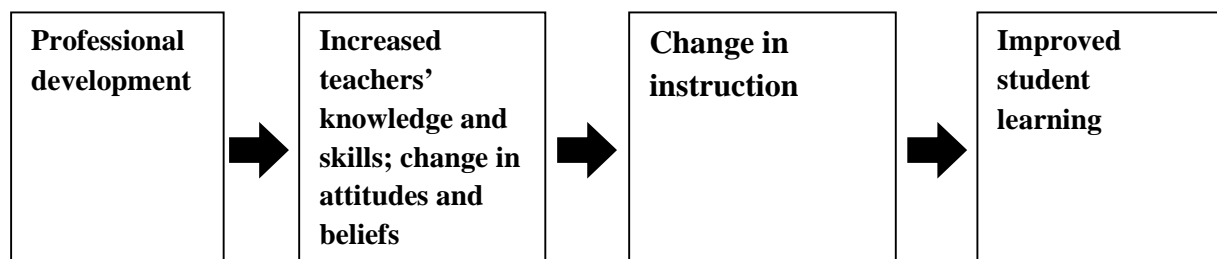 Professional
development
Increased
teachers’
knowledge and
skills; change in
attitudes and
beliefs
Change in
instruction
Improved
student
learning